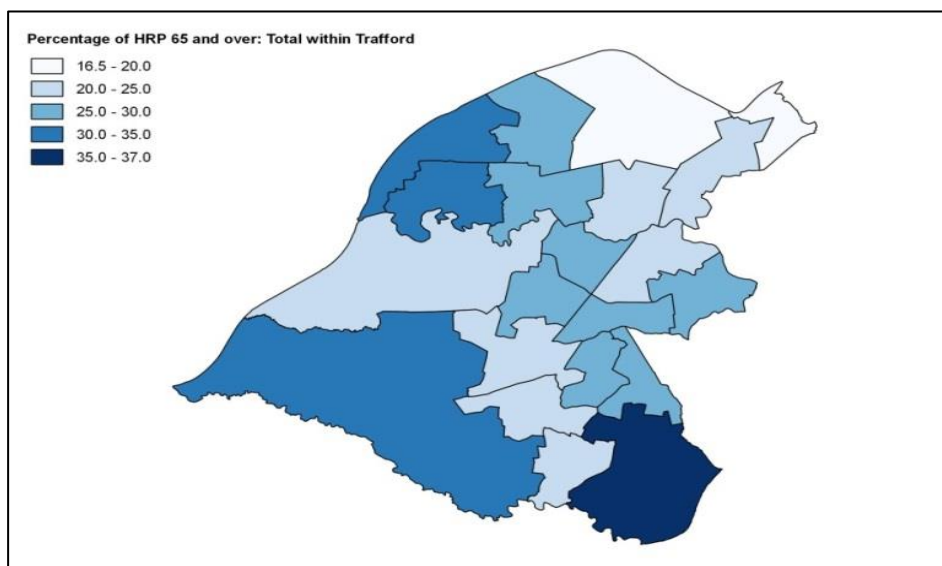 Percentage of HRP 65 and over: Total within Trafford
16.5 - 20.0
20.0 - 25.0
25.0 - 30.0
30.0 - 35.0
35.0 - 37.0